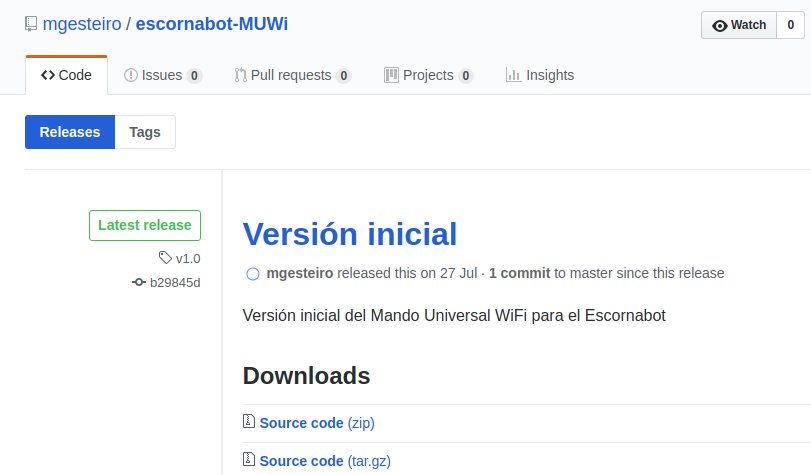 mgesteiro / escornabot-MUWi
Watch 0
Code Issues 0 Pull requests 0 Projects 0 Insights
Releases Tags
Latest release
v1.0
b29845d
Versión inicial
mgesteiro released this on 27 Jul · 1 commit to master since this release
Versión inicial del Mando Universal WiFi para el Escornabot
Downloads
Source code (zip)
Source code (tar.gz)